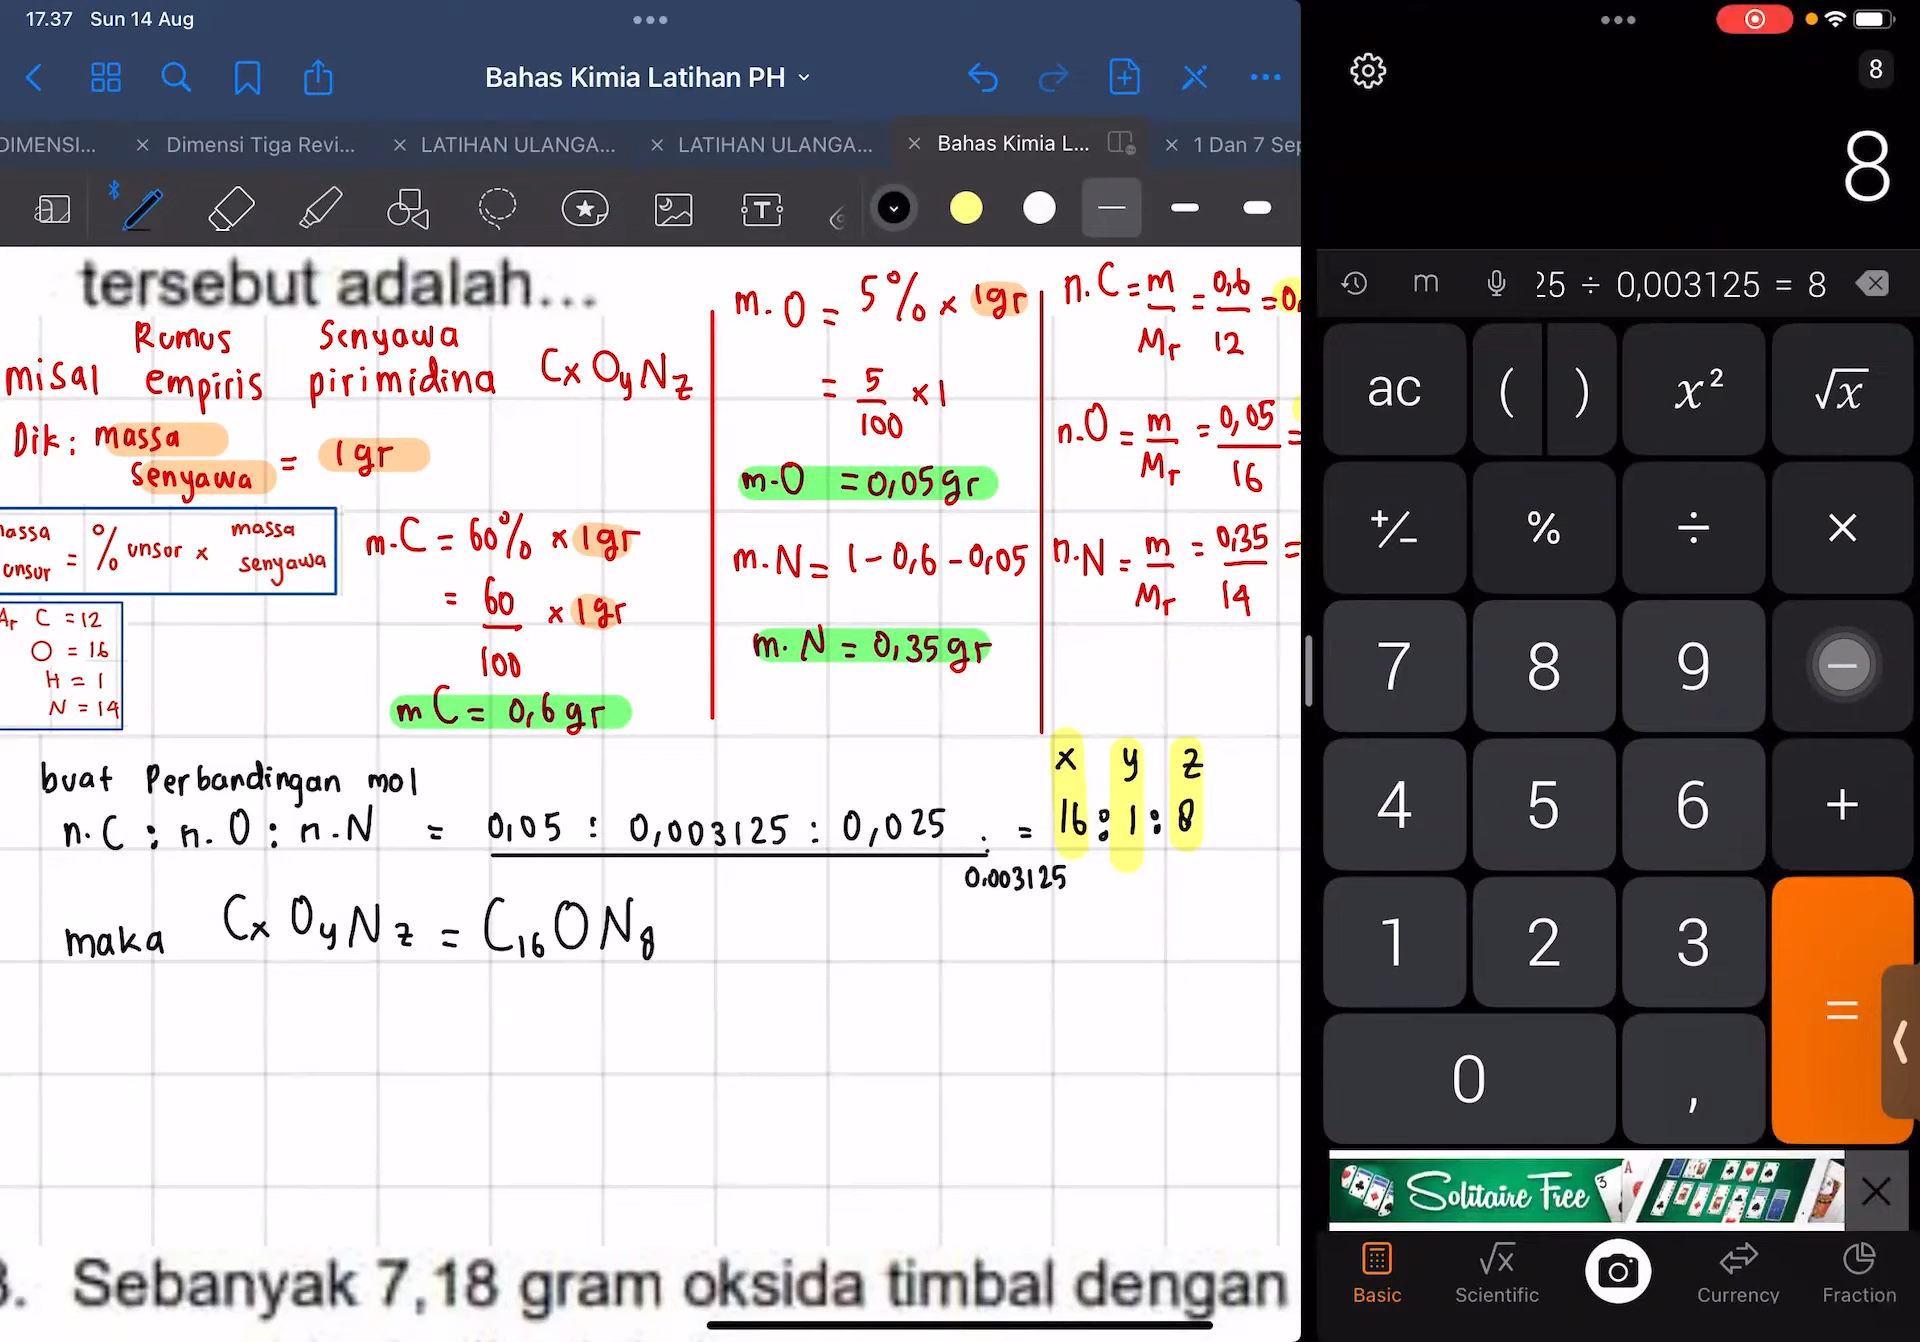 17.37 Sun 14 Aug
Bahas Kimia Latihan PH
DIMENSI...
× Dimensi Tiga Revi...
× LATIHAN ULANGA...
× LATIHAN ULANGA...
× Bahas Kimia L...
× 1 Dan 7 Sep
tersebut adalah...
misal Rumus empiris Senyawa pirimidina CxOyNz
Dik: massa senyawa = 1gr
massa unsur = % unsur × massa senyawa
Ar C = 12
O = 16
H = 1
N = 14
m.C = 60% × 1gr
= 60/100 × 1gr
m C = 0,6 gr
m.O = 5% × 1gr
= 5/100 × 1
m.O = 0,05gr
m.N = 1 - 0,6 - 0,05
m.N = 0,35gr
n.C = m/Mr = 0,6/12 = 0,
n.O = m/Mr = 0,05/16 =
n.N = m/Mr = 0,35/14 =
buat Perbandingan mol
x y z
n.C : n.O : n.N = 0,05 : 0,003125 : 0,025 : 0.003125 = 16 : 1 : 8
maka CxOyNz = C16ON8
3. Sebanyak 7,18 gram oksida timbal dengan
8
8
m 25 ÷ 0,003125 = 8
ac ( ) x² √x
+/− % ÷ ×
7 8 9 −
4 5 6 +
1 2 3 =
0 ,
Solitaire Free
Basic Scientific Currency Fraction